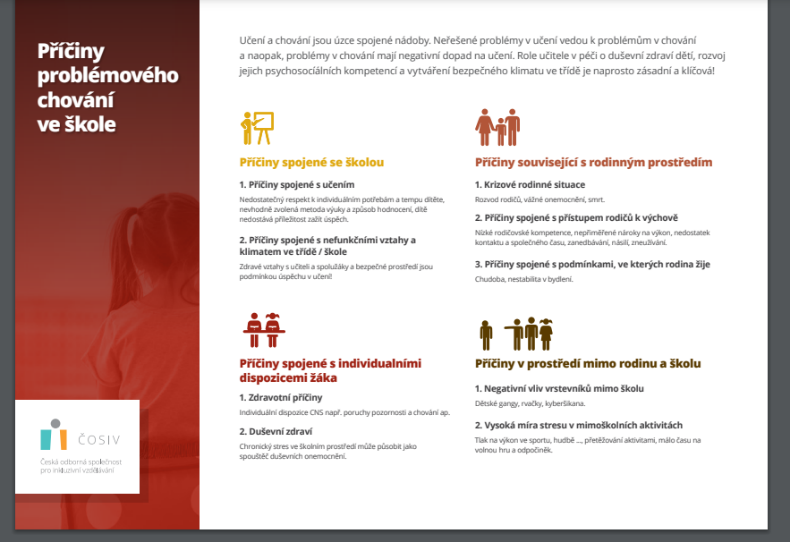 Příčiny
problémového
chování
ve škole
Učení a chování jsou úzce spojené nádoby. Neřešené problémy v učení vedou k problémům v chování
a naopak, problémy v chování mají negativní dopad na učení. Role učitele v péči o duševní zdraví dětí, rozvoj
jejich psychosociálních kompetencí a vytváření bezpečného klimatu ve třídě je naprosto zásadní a klíčová!
Příčiny spojené se školou
1. Příčiny spojené s učením
Nedostatečný respekt k individuálním potřebám a tempu dítěte,
nevhodně zvolená metoda výuky a způsob hodnocení, dítě
nedostává příležitost zažít úspěch.
2. Příčiny spojené s nefunkčními vztahy a
klimatem ve třídě / škole
Zdravé vztahy s učiteli a spolužáky a bezpečné prostředí jsou
podmínkou úspěchu v učení!
Příčiny související s rodinným prostředím
1. Krizové rodinné situace
Rozvod rodičů, vážné onemocnění, smrt.
2. Příčiny spojené s přístupem rodičů k výchově
Nízké rodičovské kompetence, nepřiměřené nároky na výkon, nedostatek
kontaktu a společného času, zanedbávání, násilí, zneužívání.
3. Příčiny spojené s podmínkami, ve kterých rodina žije
Chudoba, nestabilita v bydlení.
Příčiny spojené s individualními
dispozicemi žáka
1. Zdravotní příčiny
Individuální dispozice CNS např. poruchy pozornosti a chování ap.
2. Duševní zdraví
Chronický stres ve školním prostředí může působit jako
spouštěč duševních onemocnění.
Příčiny v prostředí mimo rodinu a školu
1. Negativní vliv vrstevníků mimo školu
Dětské gangy, rvačky, kyberšikana.
2. Vysoká míra stresu v mimoškolních aktivitách
Tlak na výkon ve sportu, hudbě ..., přetěžování aktivitami, málo času na
volnou hru a odpočinek.
ČOSIV
Česká odborná společnost
pro inkluzivní vzdělávání